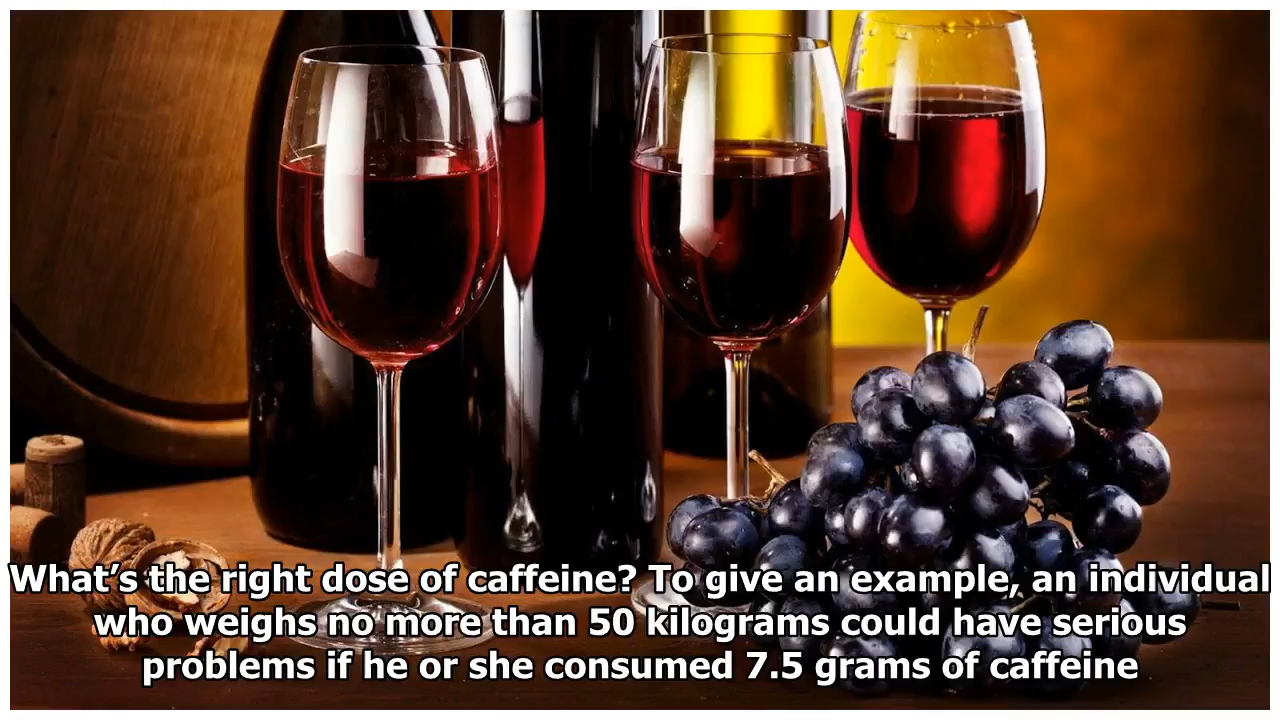 What’s the right dose of caffeine? To give an example, an individual
who weighs no more than 50 kilograms could have serious
problems if he or she consumed 7.5 grams of caffeine